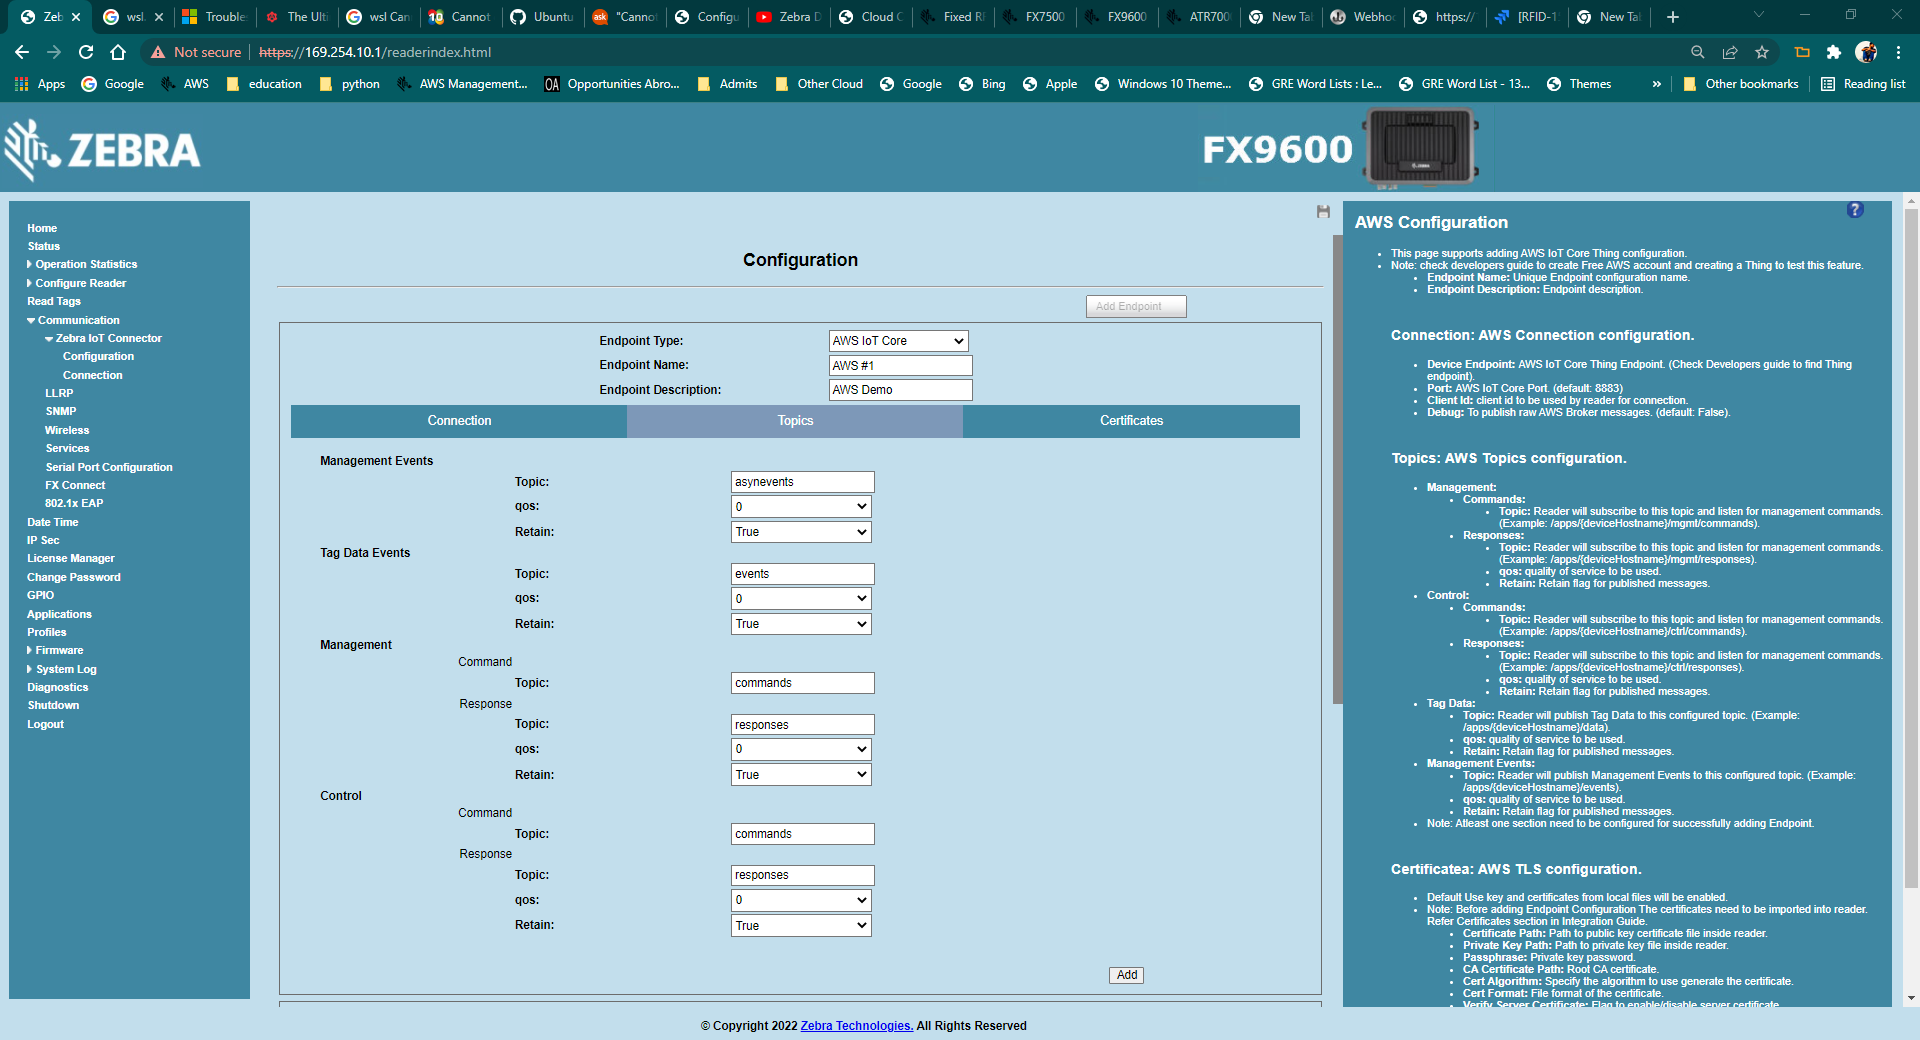 Zeb
wsl.
Trouble
The Ulti
wsl Can
Cannot
Ubuntu
"Cannot
Configu
Zebra D
Cloud C
Fixed RF
FX7500
FX9600
ATR700
New Ta
Webhoo
https://
[RFID-1
New Tab
Not secure https://169.254.10.1/readerindex.html
Apps Google AWS education python AWS Management... Opportunities Abro... Admits Other Cloud Google Bing Apple Windows 10 Theme... GRE Word Lists : Le... GRE Word List - 13... Themes » Other bookmarks Reading list
ZEBRA
FX9600
Home
Status
Operation Statistics
Configure Reader
Read Tags
Communication
Zebra IoT Connector
Configuration
Connection
LLRP
SNMP
Wireless
Services
Serial Port Configuration
FX Connect
802.1x EAP
Date Time
IP Sec
License Manager
Change Password
GPIO
Applications
Profiles
Firmware
System Log
Diagnostics
Shutdown
Logout
Configuration
Add Endpoint
Endpoint Type: AWS IoT Core
Endpoint Name: AWS #1
Endpoint Description: AWS Demo
Connection Topics Certificates
Management Events
Topic: asynevents
qos: 0
Retain: True
Tag Data Events
Topic: events
qos: 0
Retain: True
Management
Command
Topic: commands
Response
Topic: responses
qos: 0
Retain: True
Control
Command
Topic: commands
Response
Topic: responses
qos: 0
Retain: True
Add
AWS Configuration
?
This page supports adding AWS IoT Core Thing configuration.
Note: check developers guide to create Free AWS account and creating a Thing to test this feature.
Endpoint Name: Unique Endpoint configuration name.
Endpoint Description: Endpoint description.
Connection: AWS Connection configuration.
Device Endpoint: AWS IoT Core Thing Endpoint. (Check Developers guide to find Thing
endpoint).
Port: AWS IoT Core Port. (default: 8883)
Client Id: client id to be used by reader for connection.
Debug: To publish raw AWS Broker messages. (default: False).
Topics: AWS Topics configuration.
Management:
Commands:
Topic: Reader will subscribe to this topic and listen for management commands.
(Example: /apps/{deviceHostname}/mgmt/commands).
Responses:
Topic: Reader will subscribe to this topic and listen for management commands.
(Example: /apps/{deviceHostname}/mgmt/responses).
qos: quality of service to be used.
Retain: Retain flag for published messages.
Control:
Commands:
Topic: Reader will subscribe to this topic and listen for management commands.
(Example: /apps/{deviceHostname}/ctrl/commands).
Responses:
Topic: Reader will subscribe to this topic and listen for management commands.
(Example: /apps/{deviceHostname}/ctrl/responses).
qos: quality of service to be used.
Retain: Retain flag for published messages.
Tag Data:
Topic: Reader will publish Tag Data to this configured topic. (Example:
/apps/{deviceHostname}/data).
qos: quality of service to be used.
Retain: Retain flag for published messages.
Management Events:
Topic: Reader will publish Management Events to this configured topic. (Example:
/apps/{deviceHostname}/events).
qos: quality of service to be used.
Retain: Retain flag for published messages.
Note: Atleast one section need to be configured for successfully adding Endpoint.
Certificatea: AWS TLS configuration.
Default Use key and certificates from local files will be enabled.
Note: Before adding Endpoint Configuration The certificates need to be imported into reader.
Refer Certificates section in Integration Guide.
Certificate Path: Path to public key certificate file inside reader.
Private Key Path: Path to private key file inside reader.
Passphrase: Private key password.
CA Certificate Path: Root CA certificate.
Cert Algorithm: Specify the algorithm to use generate the certificate.
Cert Format: File format of the certificate.
Verify Server Certificate: Flag to enable/disable server certificate
© Copyright 2022 Zebra Technologies. All Rights Reserved